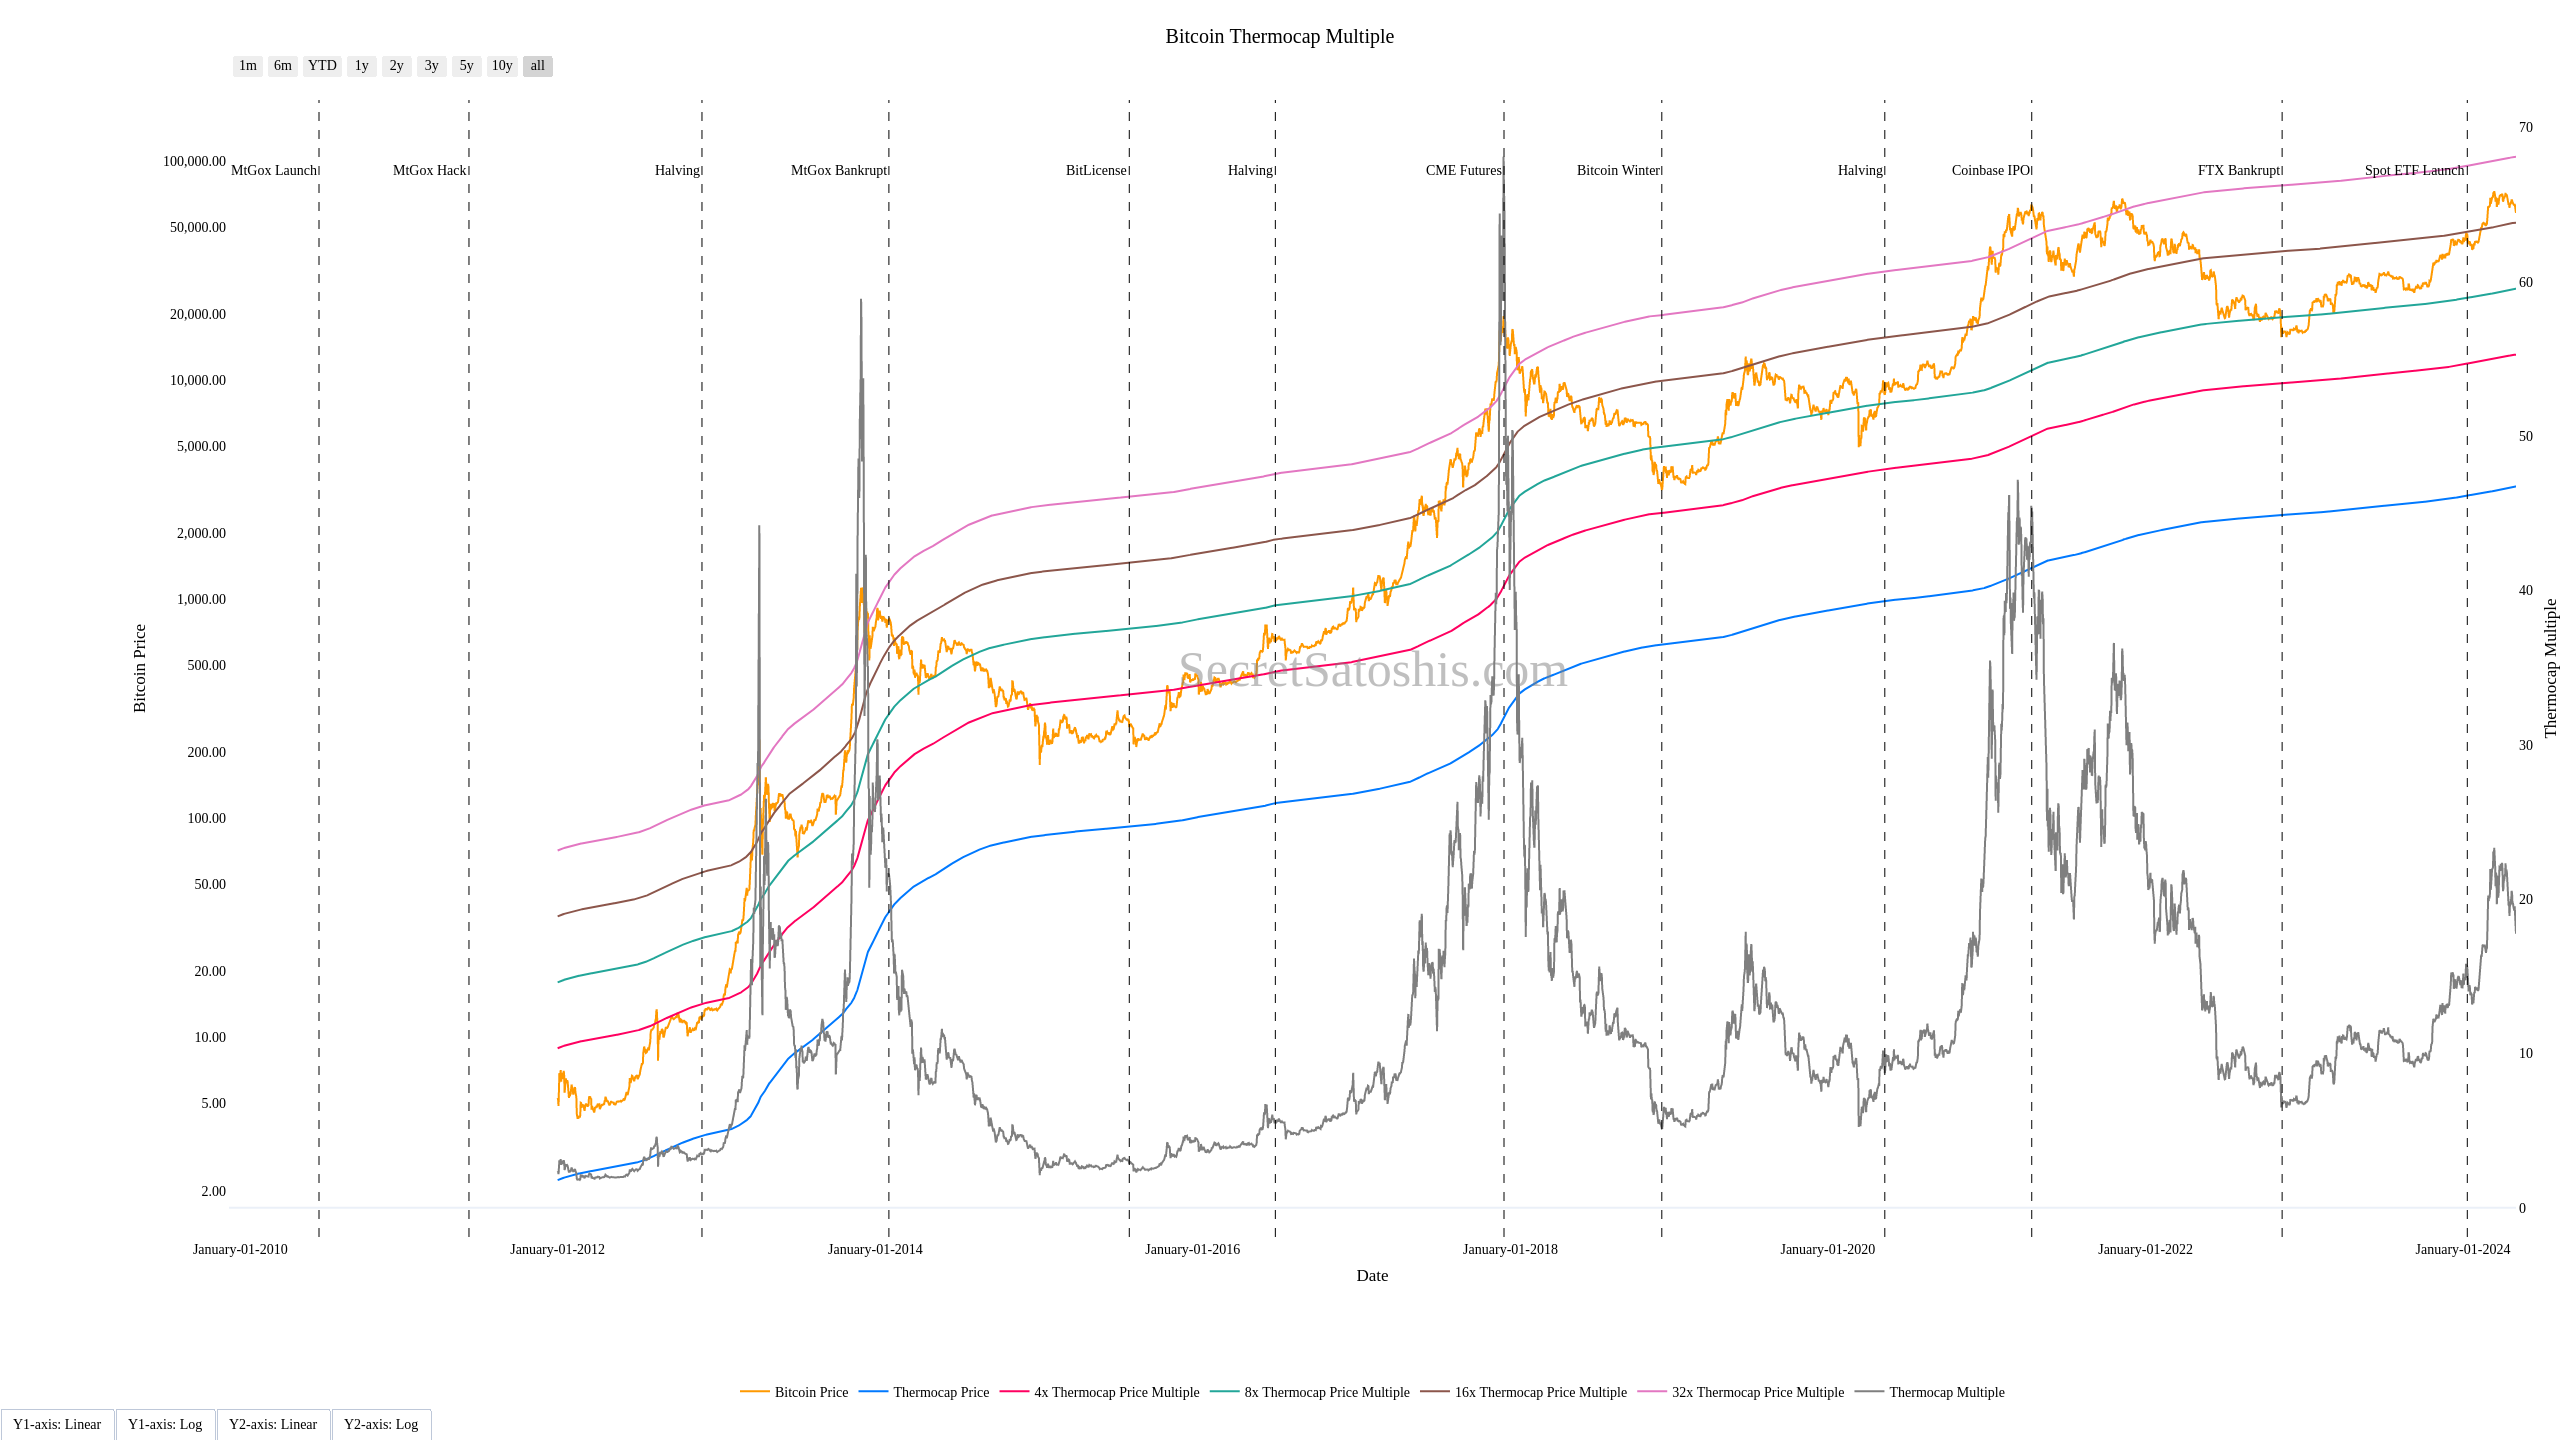 Bitcoin Thermocap Multiple
1m 6m YTD 1y 2y 3y 5y 10y all
70
100,000.00
MtGox Launch MtGox Hack Halving MtGox Bankrupt BitLicense Halving CME Futures Bitcoin Winter Halving Coinbase IPO FTX Bankrupt Spot ETF Launch
50,000.00
60
20,000.00
10,000.00
50
5,000.00
2,000.00
40
1,000.00
500.00
SecretSatoshis.com
Bitcoin Price
Thermocap Multiple
30
200.00
100.00
50.00
20
20.00
10.00
10
5.00
2.00
0
January-01-2010 January-01-2012 January-01-2014 January-01-2016 January-01-2018 January-01-2020 January-01-2022 January-01-2024
Date
Bitcoin Price Thermocap Price 4x Thermocap Price Multiple 8x Thermocap Price Multiple 16x Thermocap Price Multiple 32x Thermocap Price Multiple Thermocap Multiple
Y1-axis: Linear Y1-axis: Log Y2-axis: Linear Y2-axis: Log